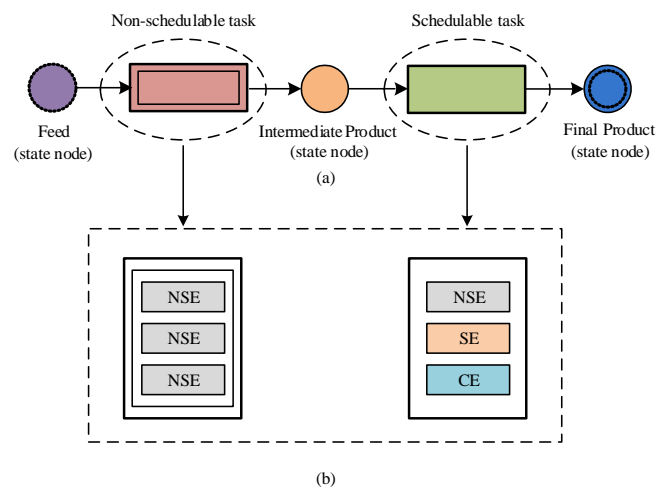 Non-schedulable task
Schedulable task
Feed
(state node)
Intermediate Product
(state node)
Final Product
(state node)
(a)
NSE
NSE
NSE
NSE
SE
CE
(b)